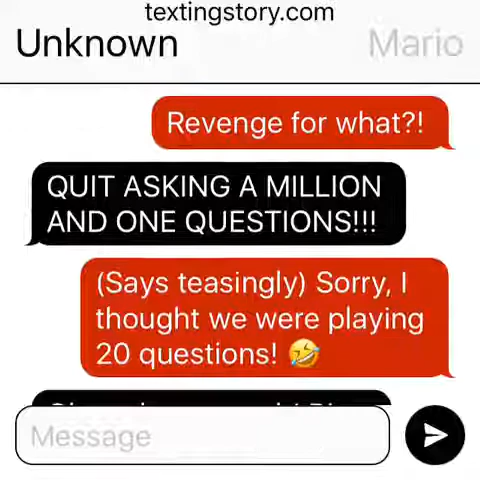 textingstory.com
Unknown
Mario
Revenge for what?!
QUIT ASKING A MILLION
AND ONE QUESTIONS!!!
(Says teasingly) Sorry, I
thought we were playing
20 questions! 🤣
Message